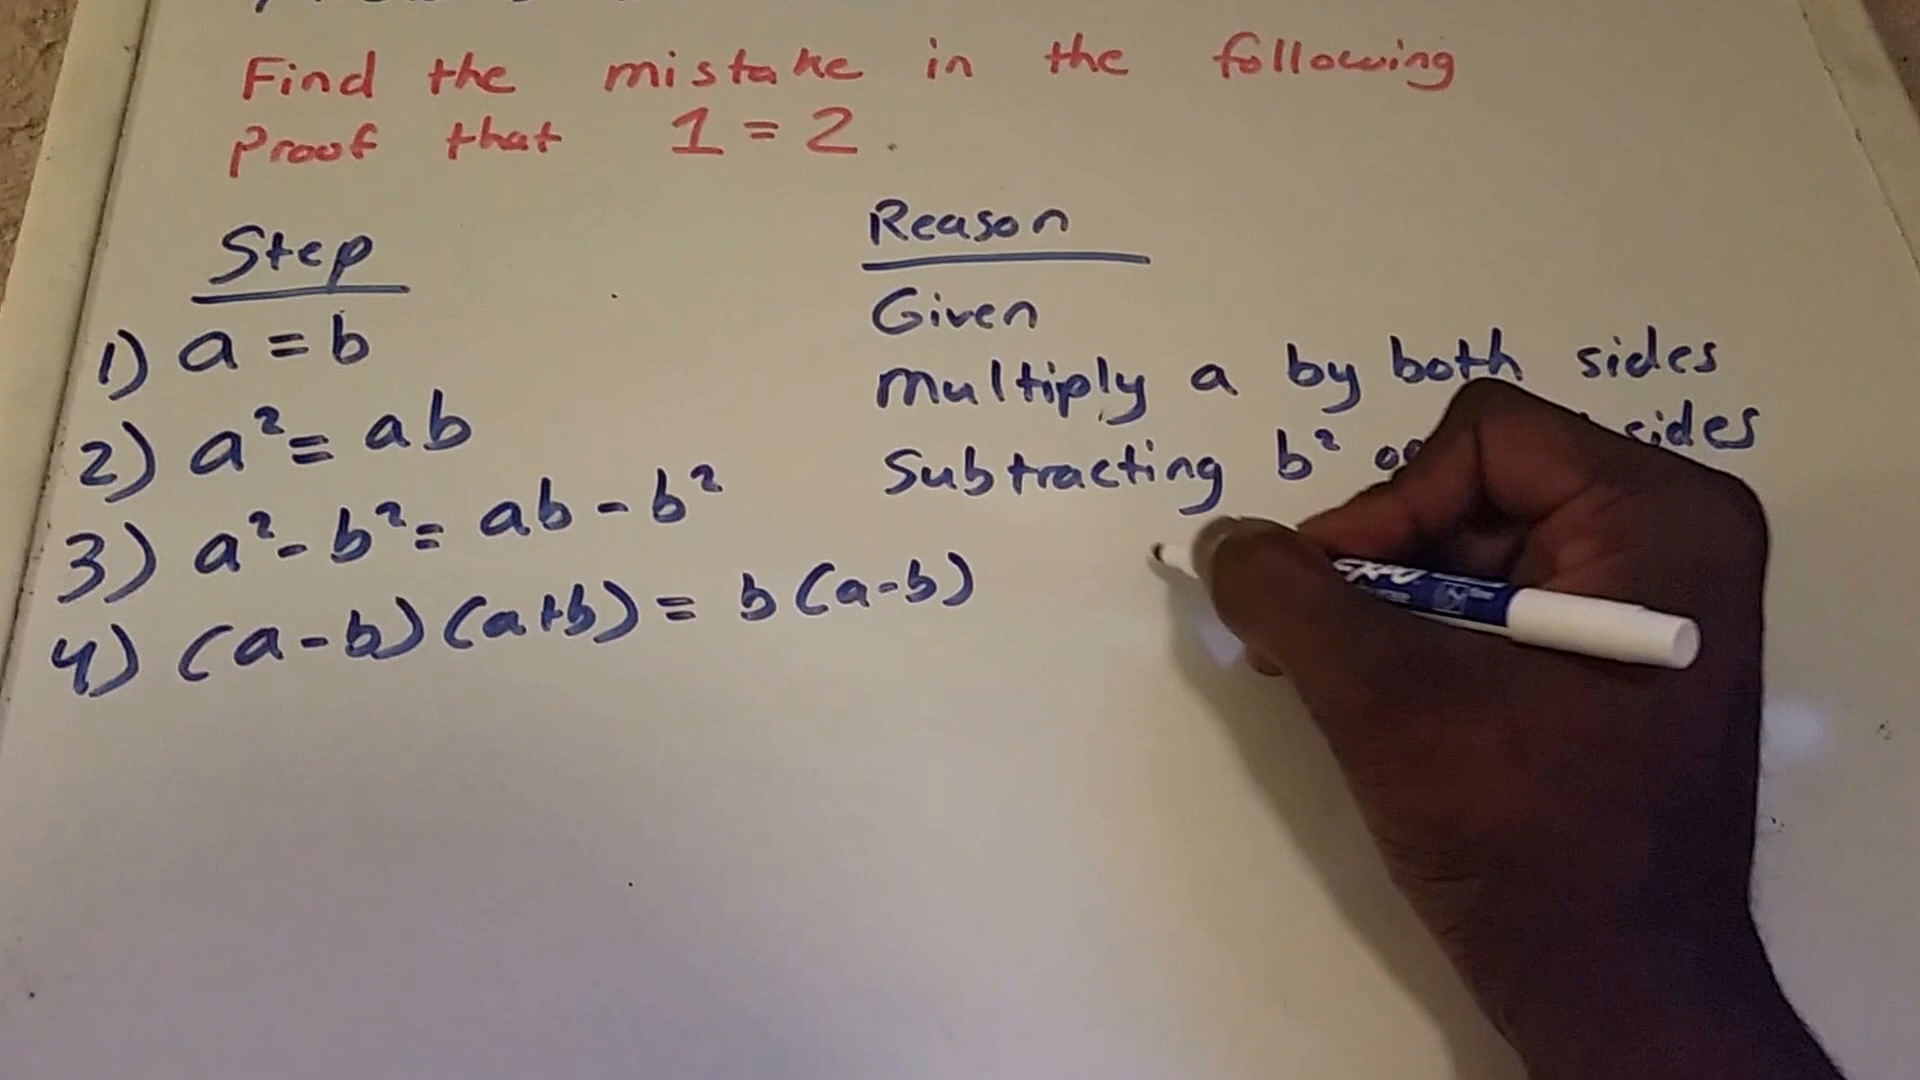 Find the mistake in the following
proof that 1 = 2.
Step
Reason
1) a = b
Given
2) a² = ab
multiply a by both sides
3) a² - b² = ab - b²
Subtracting b² sides
4) (a - b) (a+b) = b (a-b)
EXPO